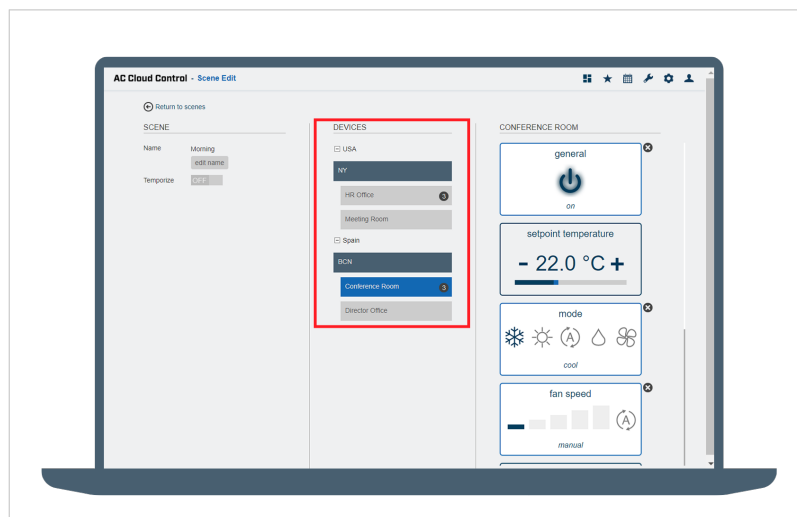 AC Cloud Control - Scene Edit
Return to scenes
SCENE
Name Morning
edit name
Temporize OFF
DEVICES
USA
NY
HR Office 3
Meeting Room
Spain
BCN
Conference Room 3
Director Office
CONFERENCE ROOM
general
on
setpoint temperature
- 22.0 °C +
mode
A
cool
fan speed
A
manual